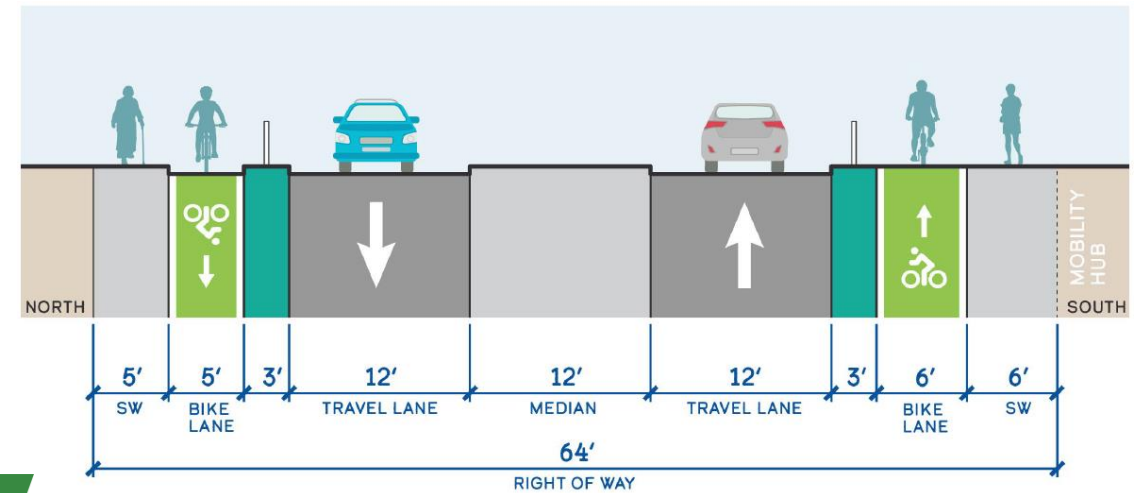 MOBILITY
HUB
NORTH
SOUTH
5′ 5′ 3′ 12′ 12′ 12′ 3′ 6′ 6′
SW BIKE LANE TRAVEL LANE MEDIAN TRAVEL LANE BIKE LANE SW
64′
RIGHT OF WAY